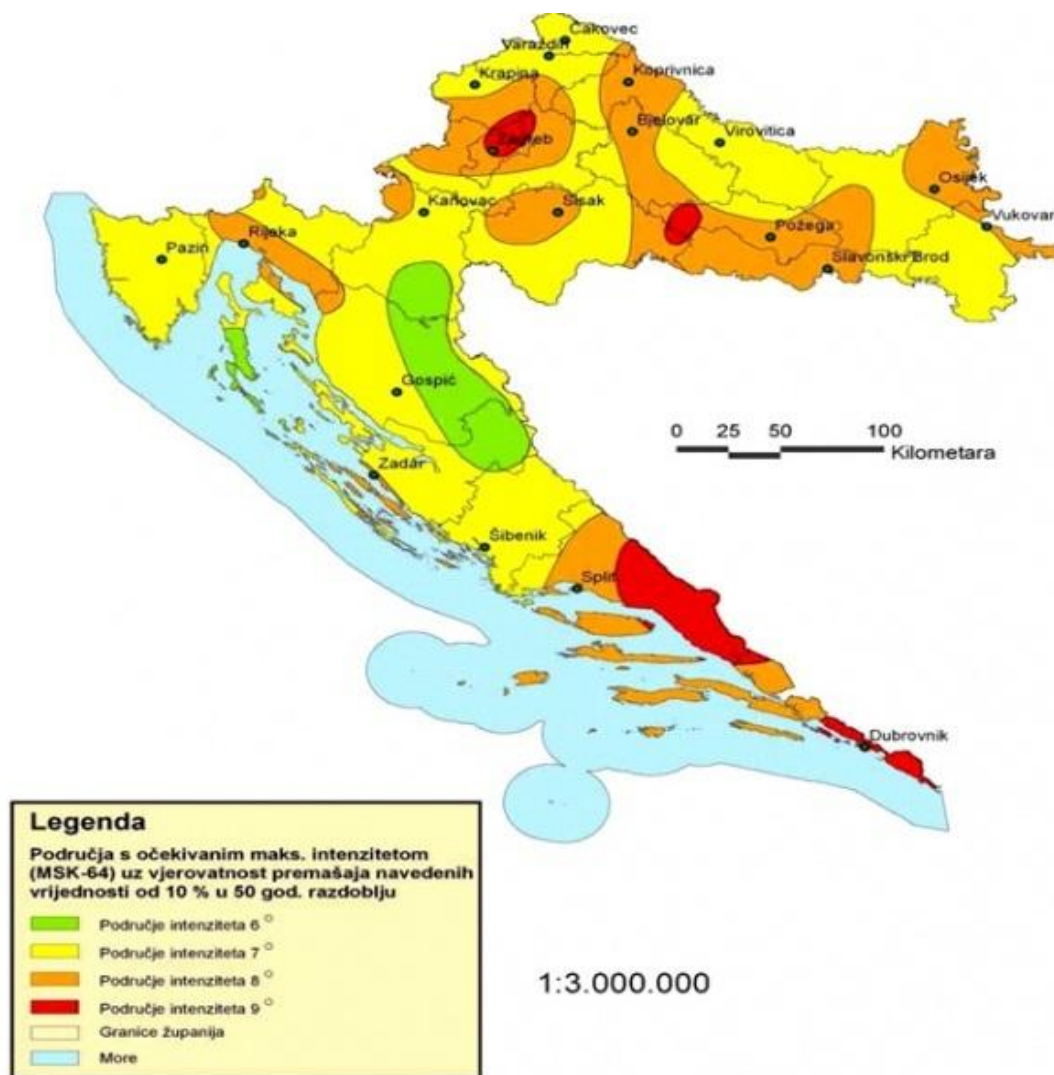 Čakovec
Varaždin
Krapina
Koprivnica
Zagreb
Bjelovar
Virovitica
Osijek
Kaňovac
Sisak
Vukovar
Požega
Rijeka
Pazin
Slavonski Brod
Gospić
0 25 50 100
Kilometara
Zadar
Šibenik
Split
Dubrovnik
Legenda
Područja s očekivanim maks. intenzitetom
(MSK-64) uz vjerovatnost premašaja navedenih
vrijednosti od 10 % u 50 god. razdoblju
Područje intenziteta 6 °
Područje intenziteta 7 °
Područje intenziteta 8 °
Područje intenziteta 9 °
Granice županija
More
1:3.000.000